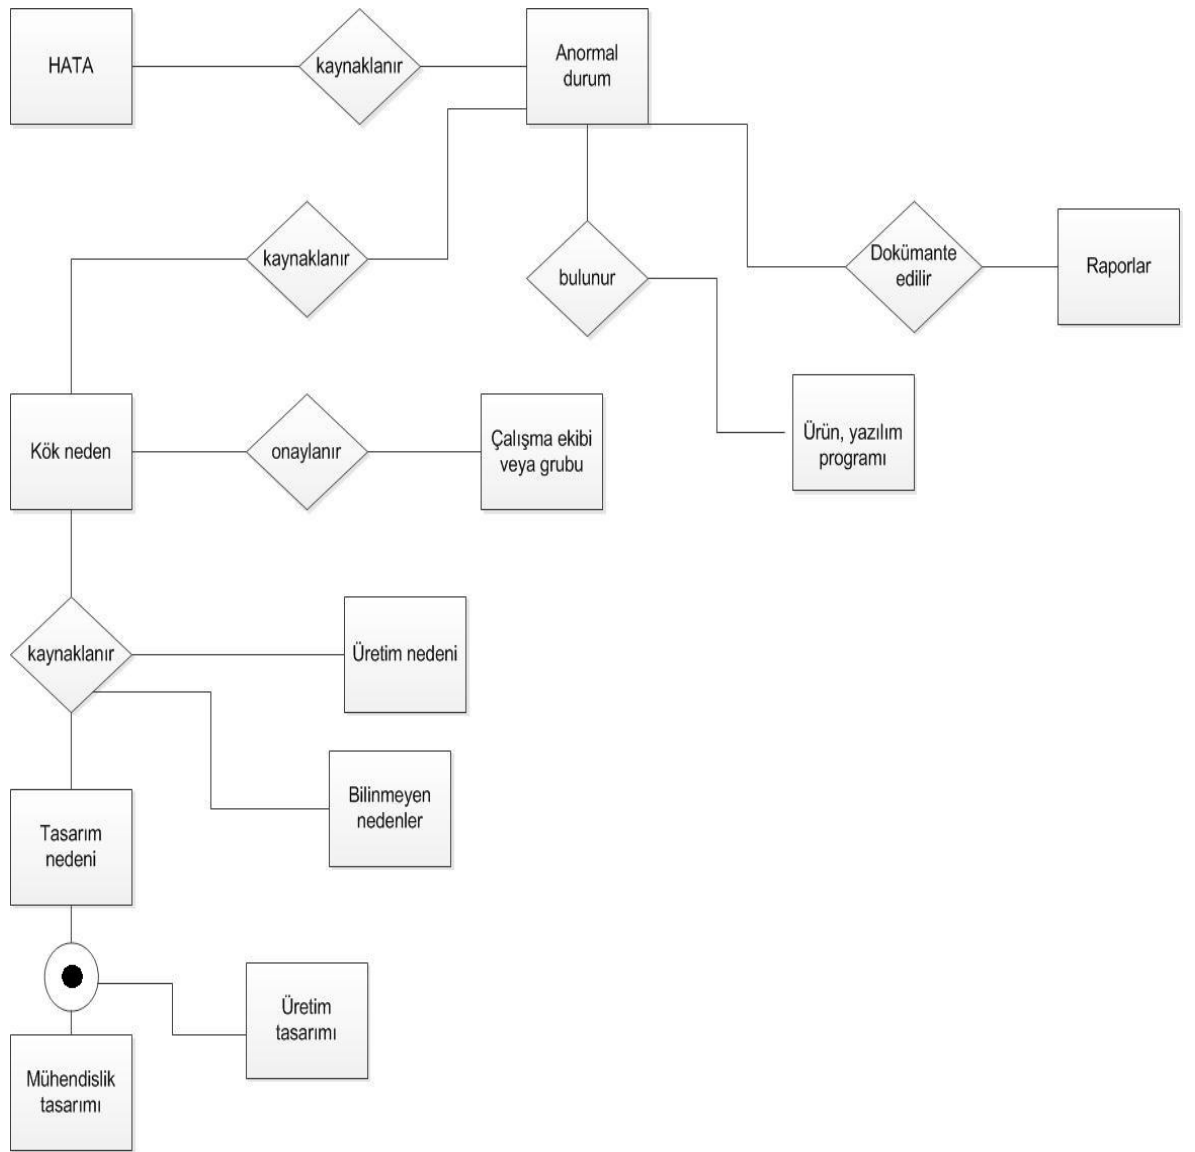 HATA
kaynaklanır
Anormal
durum
kaynaklanır
bulunur
Dokümante
edilir
Raporlar
Kök neden
onaylanır
Çalışma ekibi
veya grubu
Ürün, yazılım
programı
kaynaklanır
Üretim nedeni
Bilinmeyen
nedenler
Tasarım
nedeni
Üretim
tasarımı
Mühendislik
tasarımı